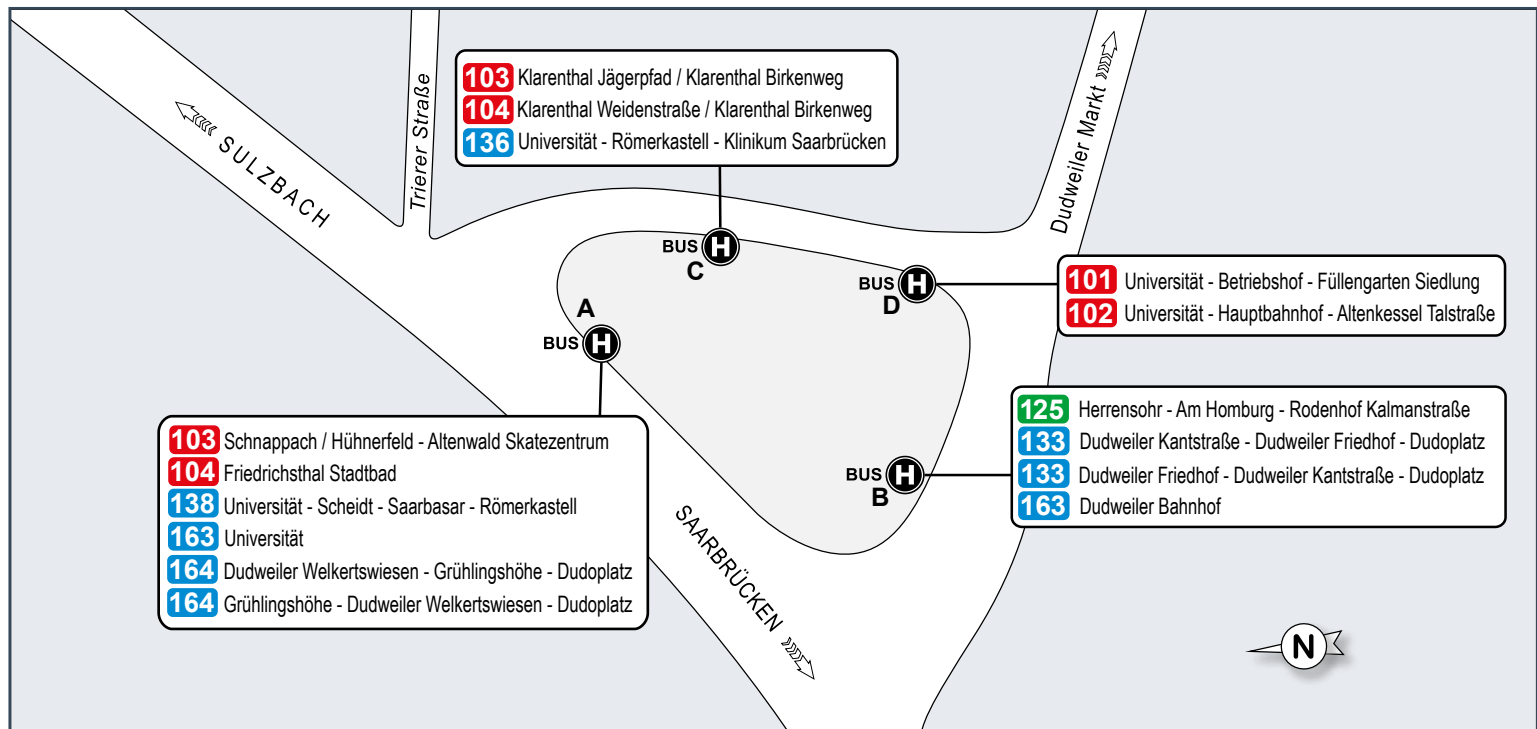 103 Klarenthal Jägerpfad / Klarenthal Birkenweg
104 Klarenthal Weidenstraße / Klarenthal Birkenweg
136 Universität - Römerkastell - Klinikum Saarbrücken
Trierer Straße
SULZBACH
Dudweiler Markt
BUS H
C
BUS H
D
101 Universität - Betriebshof - Füllengarten Siedlung
102 Universität - Hauptbahnhof - Altenkessel Talstraße
A
BUS H
103 Schnappach / Hühnerfeld - Altenwald Skatezentrum
104 Friedrichsthal Stadtbad
138 Universität - Scheidt - Saarbasar - Römerkastell
163 Universität
164 Dudweiler Welkertswiesen - Grühlingshöhe - Dudoplatz
164 Grühlingshöhe - Dudweiler Welkertswiesen - Dudoplatz
BUS H
B
125 Herrensohr - Am Homburg - Rodenhof Kalmanstraße
133 Dudweiler Kantstraße - Dudweiler Friedhof - Dudoplatz
133 Dudweiler Friedhof - Dudweiler Kantstraße - Dudoplatz
163 Dudweiler Bahnhof
SAARBRÜCKEN
N